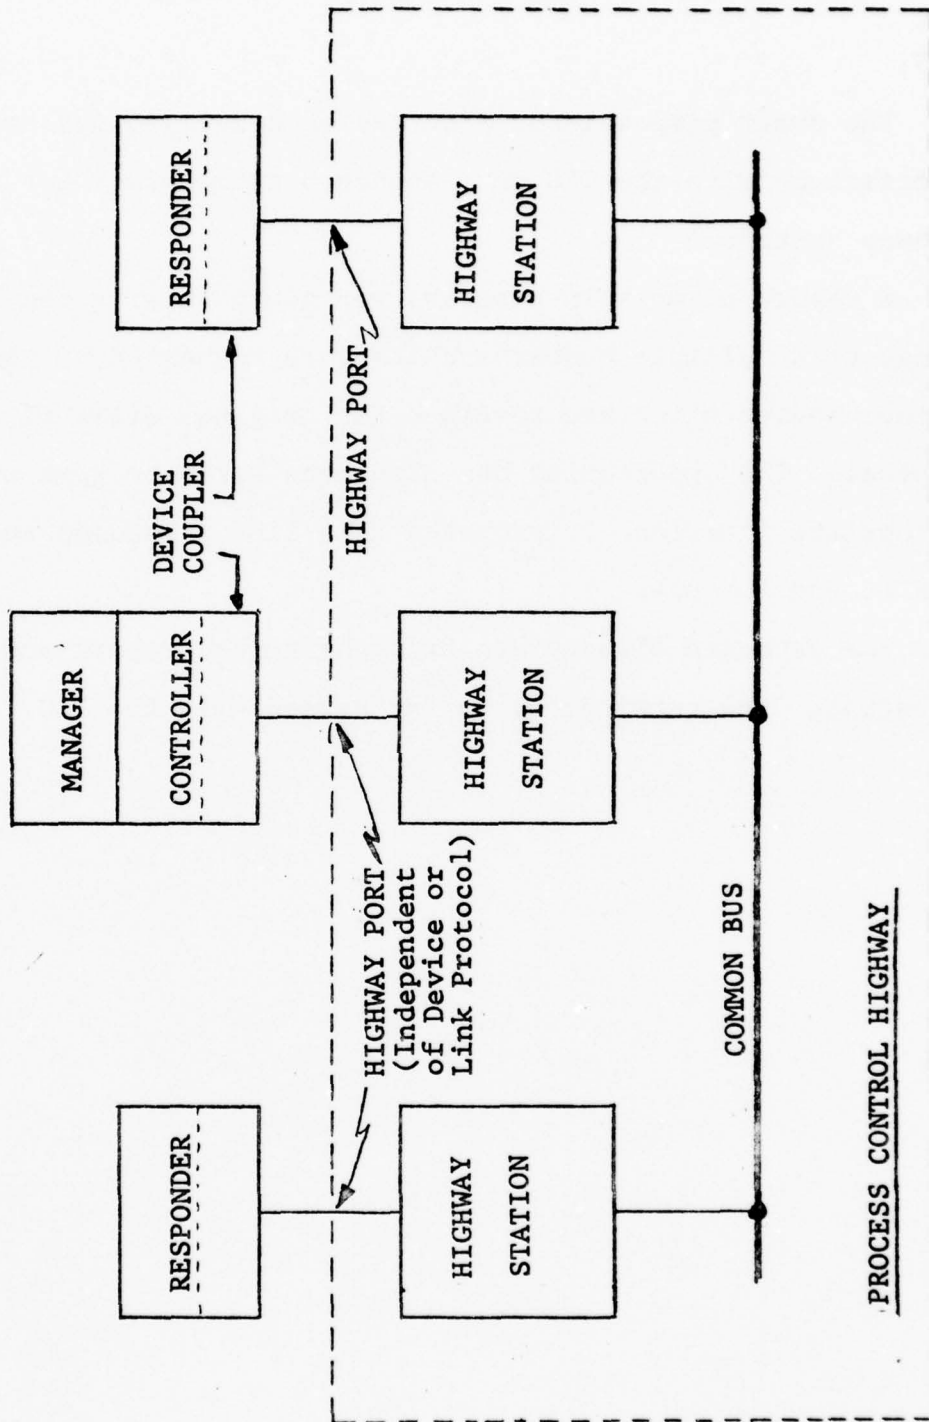 MANAGER
RESPONDER
CONTROLLER
RESPONDER
DEVICE
COUPLER
HIGHWAY PORT
(Independent
of Device or
Link Protocol)
HIGHWAY PORT
HIGHWAY
STATION
HIGHWAY
STATION
HIGHWAY
STATION
COMMON BUS
PROCESS CONTROL HIGHWAY